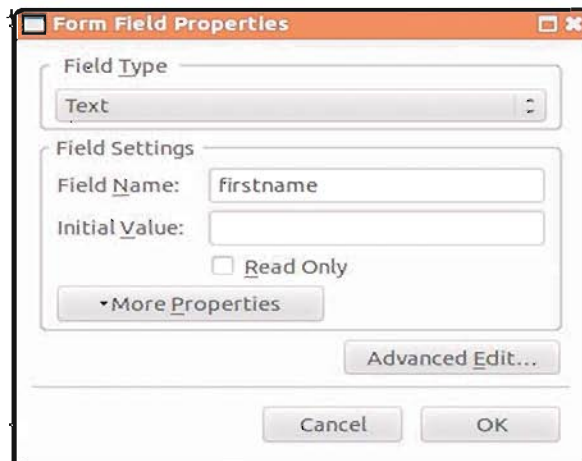 Form Field Properties
Field Type
Text
Field Settings
Field Name: firstname
Initial Value:
Read Only
More Properties
Advanced Edit...
Cancel OK